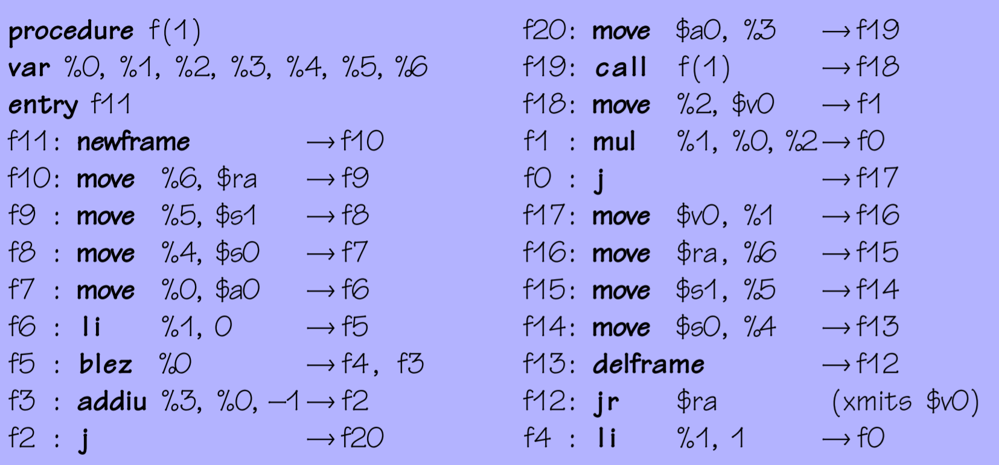 procedure f(1)
var %0, %1, %2, %3, %4, %5, %6
entry f11
f11: newframe →f10
f10: move %6, $ra →f9
f9 : move %5, $s1 →f8
f8 : move %4, $s0 →f7
f7 : move %0, $a0 →f6
f6 : li %1, 0 →f5
f5 : blez %0 →f4, f3
f3 : addiu %3, %0, −1→f2
f2 : j →f20
f20: move $a0, %3 →f19
f19: call f(1) →f18
f18: move %2, $v0 →f1
f1 : mul %1, %0, %2→f0
f0 : j →f17
f17: move $v0, %1 →f16
f16: move $ra, %6 →f15
f15: move $s1, %5 →f14
f14: move $s0, %4 →f13
f13: delframe →f12
f12: jr $ra (xmits $v0)
f4 : li %1, 1 →f0